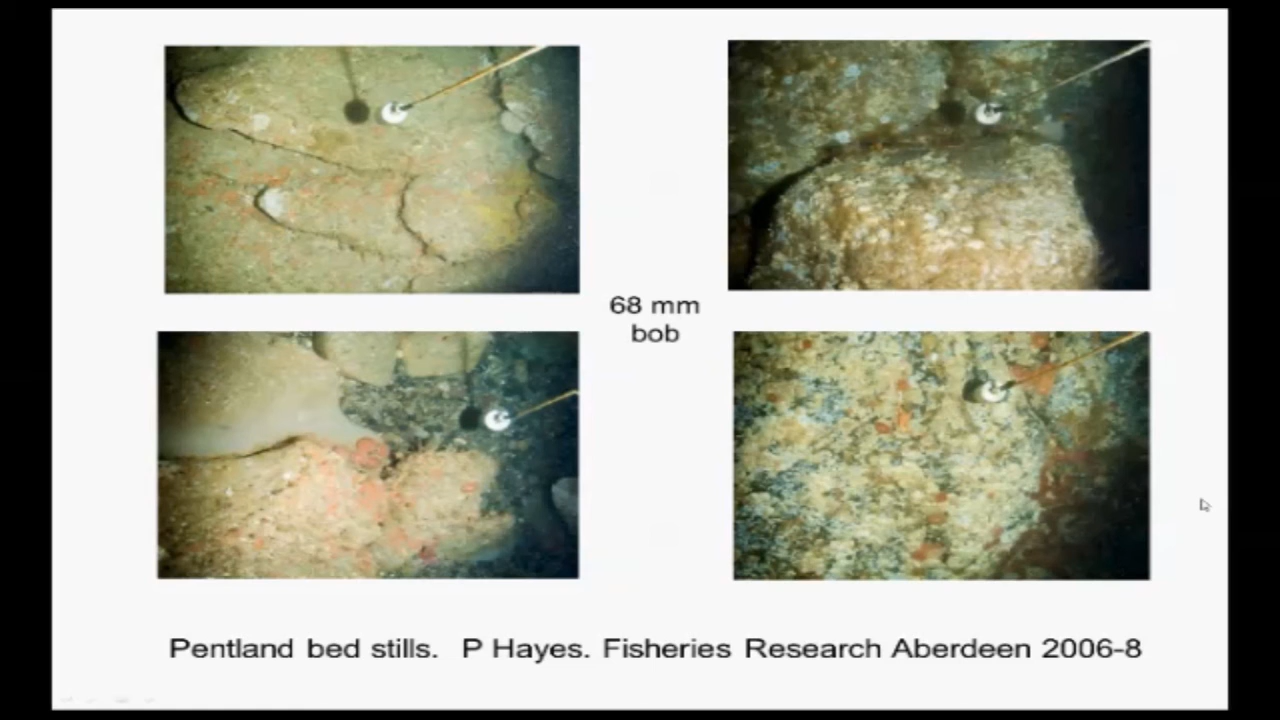 68 mm
bob
Pentland bed stills. P Hayes. Fisheries Research Aberdeen 2006-8